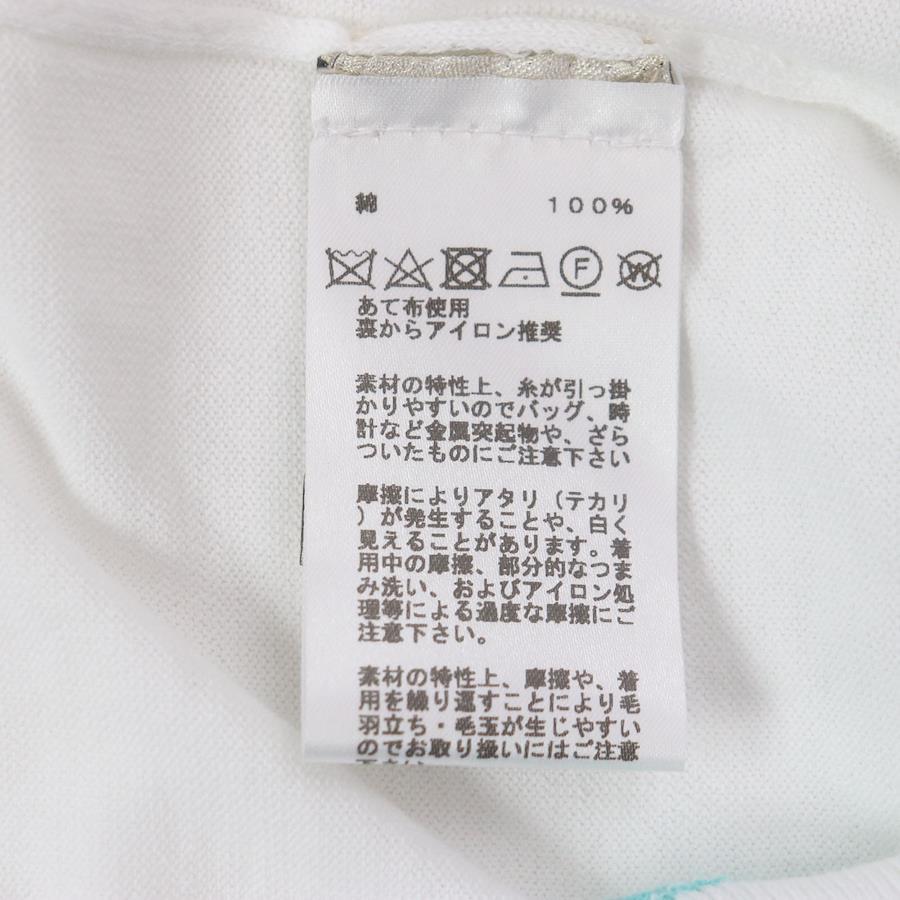 綿 100%
F W
あて布使用
裏からアイロン推奨
素材の特性上、糸が引っ掛
かりやすいのでバッグ、時
計など金属突起物や、ざら
ついたものにご注意下さい
摩擦によりアタリ（テカリ
）が発生することや、白く
見えることがあります。着
用中の摩擦、部分的なつま
み洗い、およびアイロン処
理等による過度な摩擦にご
注意下さい。
素材の特性上、摩擦や、着
用を繰り返すことにより毛
羽立ち・毛玉が生じやすい
のでお取り扱いにはご注意